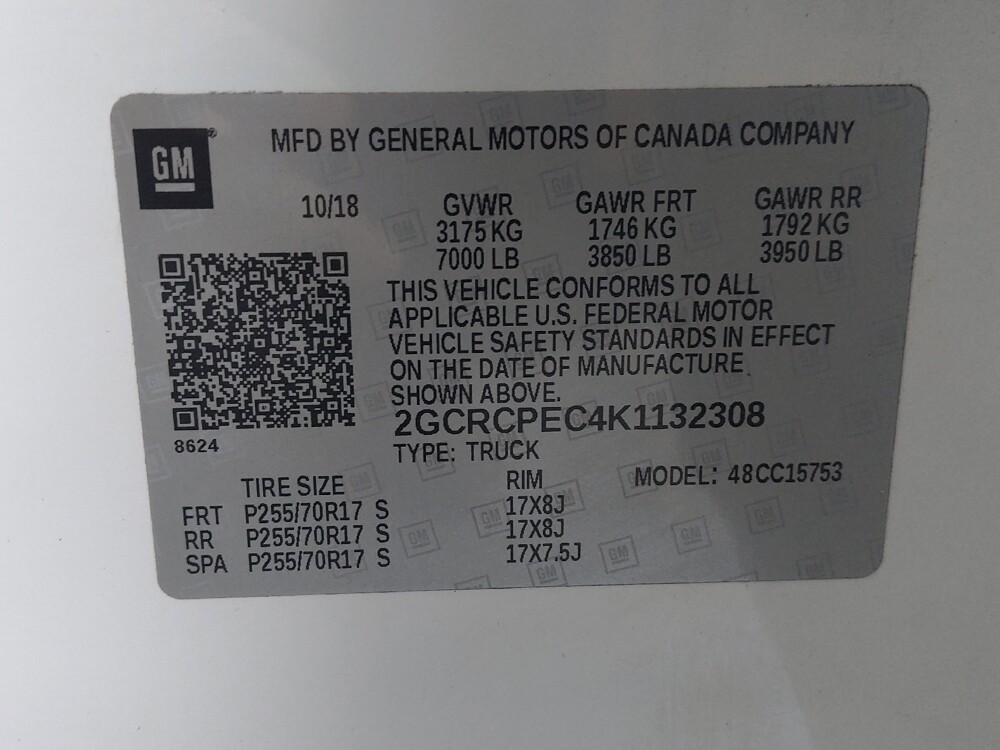 GM
MFD BY GENERAL MOTORS OF CANADA COMPANY
10/18 GVWR GAWR FRT GAWR RR
3175 KG 1746 KG 1792 KG
7000 LB 3850 LB 3950 LB
THIS VEHICLE CONFORMS TO ALL
APPLICABLE U.S. FEDERAL MOTOR
VEHICLE SAFETY STANDARDS IN EFFECT
ON THE DATE OF MANUFACTURE
SHOWN ABOVE.
2GCRCPEC4K1132308
8624
TYPE: TRUCK
TIRE SIZE RIM MODEL: 48CC15753
FRT P255/70R17 S 17X8J
RR P255/70R17 S 17X8J
SPA P255/70R17 S 17X7.5J